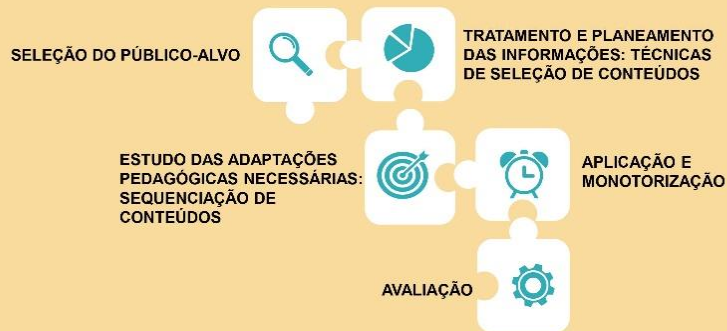 SELEÇÃO DO PÚBLICO-ALVO
TRATAMENTO E PLANEAMENTO
DAS INFORMAÇÕES: TÉCNICAS
DE SELEÇÃO DE CONTEÚDOS
ESTUDO DAS ADAPTAÇÕES
PEDAGÓGICAS NECESSÁRIAS:
SEQUENCIAÇÃO DE
CONTEÚDOS
APLICAÇÃO E
MONOTORIZAÇÃO
AVALIAÇÃO